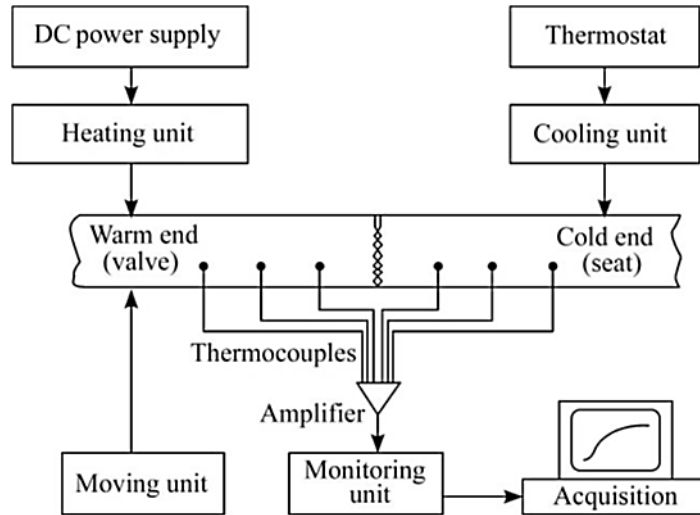 DC power supply
Thermostat
Heating unit
Cooling unit
Warm end
(valve)
Cold end
(seat)
Thermocouples
Amplifier
Moving unit
Monitoring
unit
Acquisition